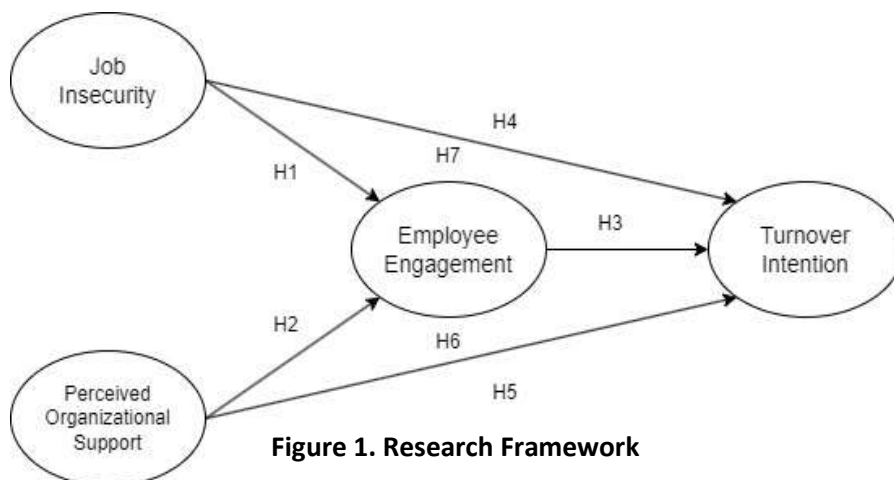 Job
Insecurity
H4
H7
H1
Employee
Engagement
H3
Turnover
Intention
H2
H6
H5
Perceived
Organizational
Support
Figure 1. Research Framework